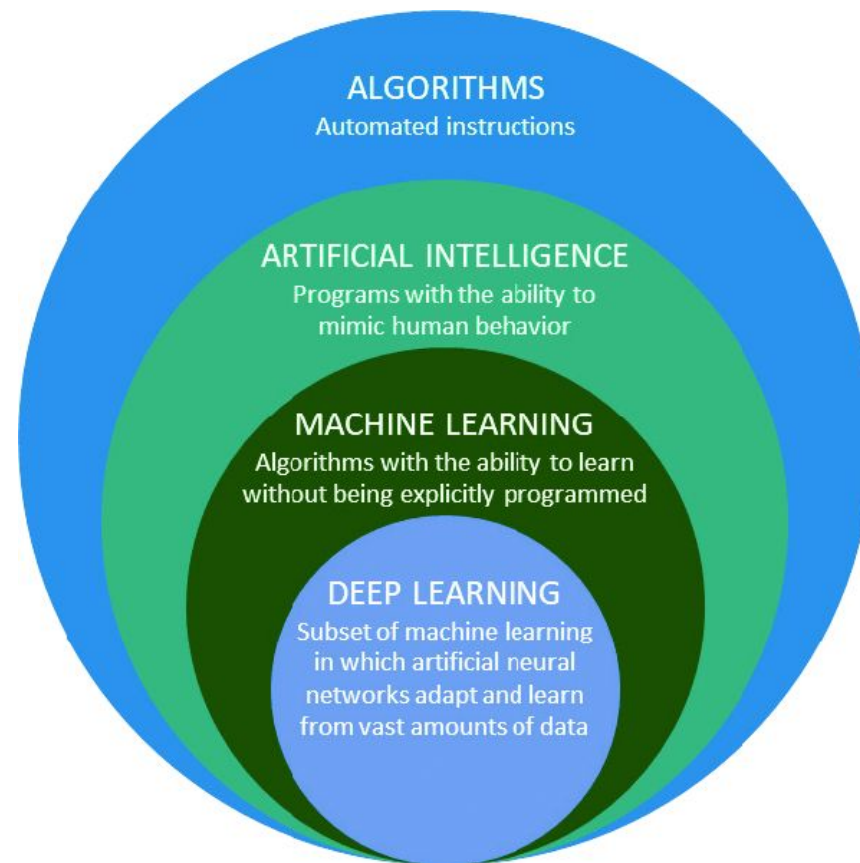 ALGORITHMS
Automated instructions
ARTIFICIAL INTELLIGENCE
Programs with the ability to
mimic human behavior
MACHINE LEARNING
Algorithms with the ability to learn
without being explicitly programmed
DEEP LEARNING
Subset of machine learning
in which artificial neural
networks adapt and learn
from vast amounts of data